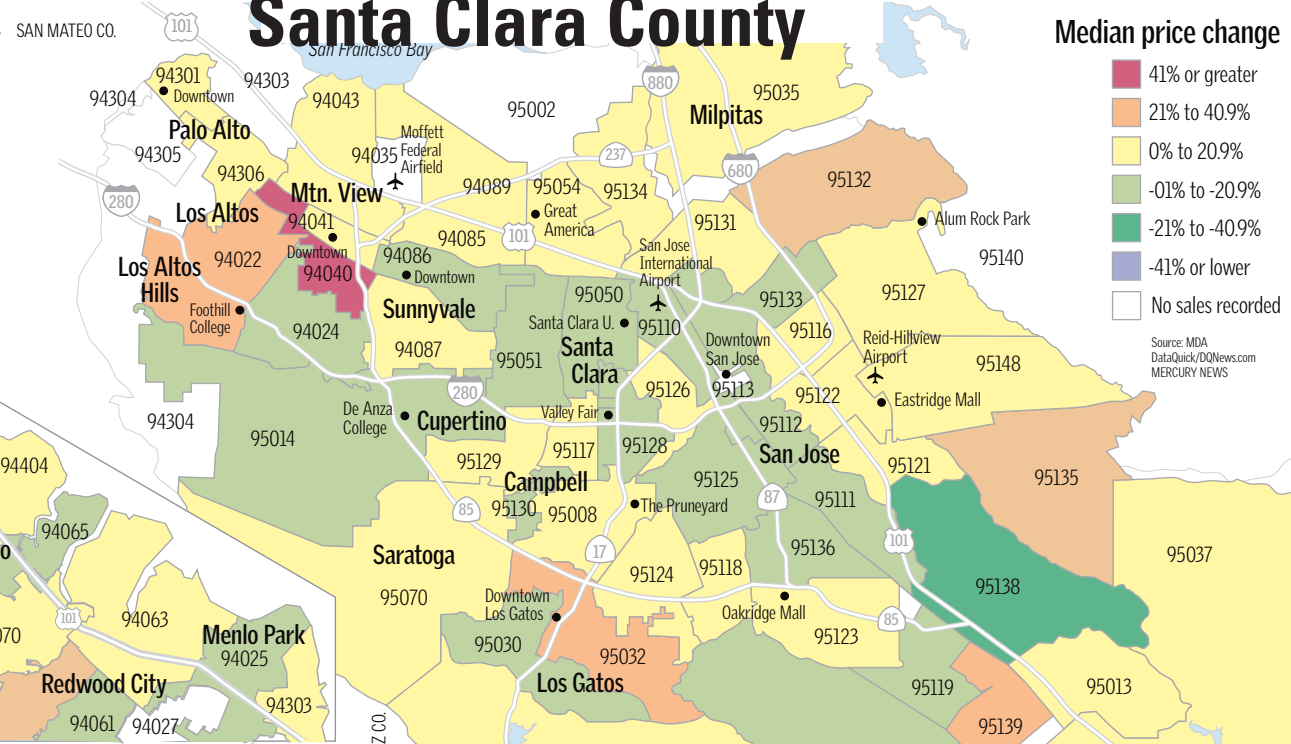 Santa Clara County
SAN MATEO CO.
101
San Francisco Bay
Median price change
41% or greater
21% to 40.9%
0% to 20.9%
-01% to -20.9%
-21% to -40.9%
-41% or lower
No sales recorded
Source: MDA
DataQuick/DQNews.com
MERCURY NEWS
94301
Downtown
94303
94304
Palo Alto
94305
94306
94043
95002
880
95035
Milpitas
Moffett
Federal
Airfield
94035
237
680
280
Mtn. View
94089
95054
95134
95132
Los Altos
94041
Great
America
95131
Alum Rock Park
94085
101
Downtown
94086
Downtown
San Jose
International
Airport
95140
Los Altos
Hills
94022
94040
Sunnyvale
95050
95133
95127
Foothill
College
94024
Santa Clara U.
95110
95116
Reid-Hillview
Airport
94087
95051
Santa
Clara
Downtown
San Jose
95148
280
95126
95113
95122
Eastridge Mall
94304
De Anza
College
Cupertino
Valley Fair
95112
95014
95117
95128
San Jose
95129
95121
94404
Campbell
95125
95135
85
95130
95008
The Pruneyard
87
95111
94065
o
Saratoga
17
95136
101
95037
95124
95118
95138
95070
Downtown
Los Gatos
Oakridge Mall
101
94063
070
95030
95123
85
Menlo Park
94025
95032
Redwood City
Los Gatos
95119
95013
94303
94061
94027
Z CO.
95139